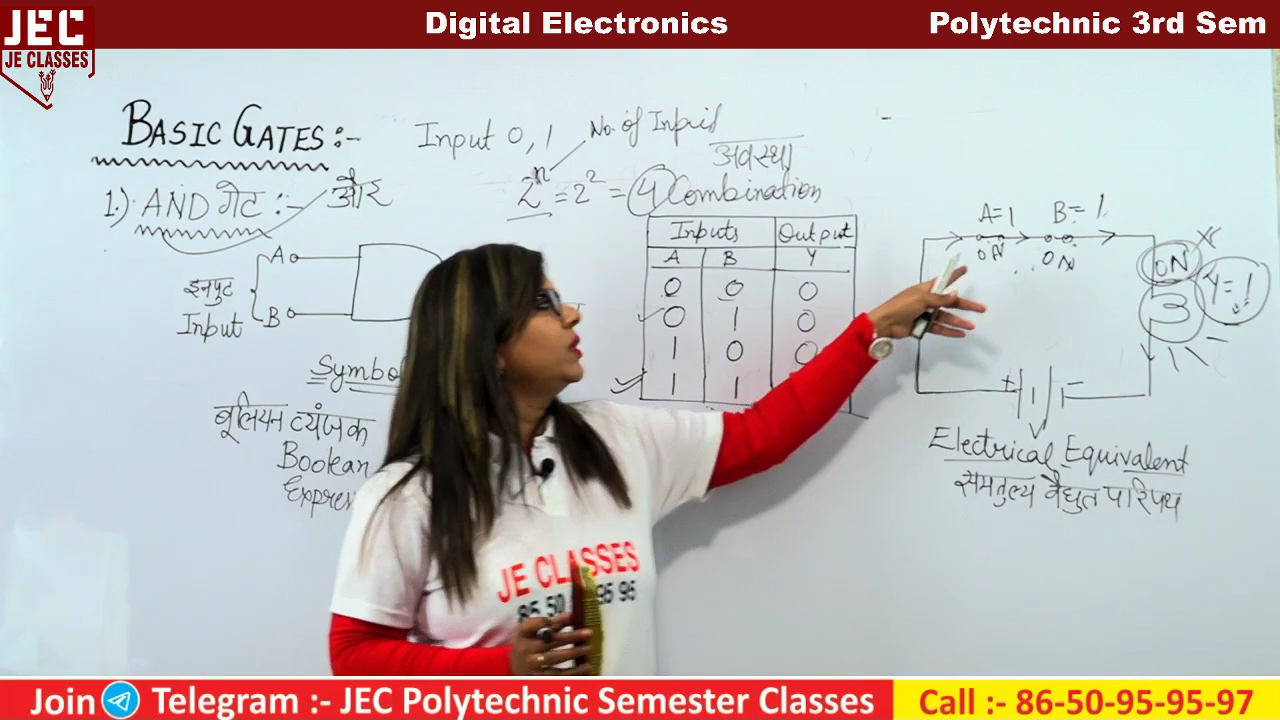 JEC
JE CLASSES
Digital Electronics
Polytechnic 3rd Sem
BASIC GATES :-
Input 0, 1
No. of Inputs
अवस्था
2ⁿ = 2² = 4 Combination
1.) AND गेट :- और
Inputs Output
A B Y
0 0 0
0 1 0
1 0 0
1 1
A
B
इनपुट
Input
Symbol
बूलियन व्यंजक
Boolean
Expres
A=1 B=1
ON ON
ON
Y=1
+ −
Electrical Equivalent
समतुल्य वैधुत परिपथ
JE CLASSES
Join Telegram :- JEC Polytechnic Semester Classes
Call :- 86-50-95-95-97